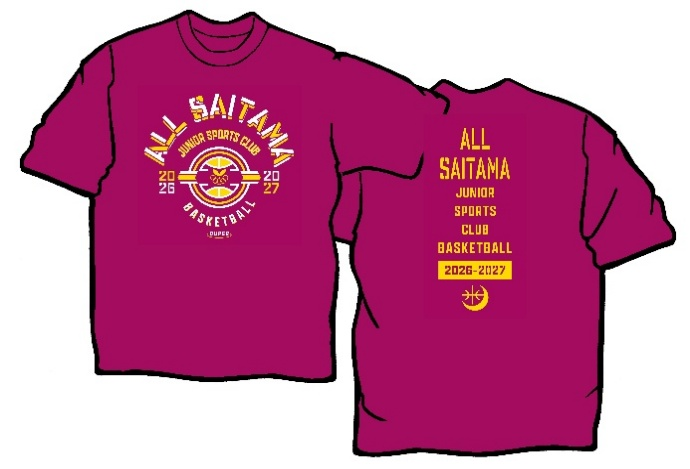 ALL SAITAMA
JUNIOR SPORTS CLUB
20 20
26 27
BASKETBALL
ALL
SAITAMA
JUNIOR
SPORTS
CLUB
BASKETBALL
2026-2027